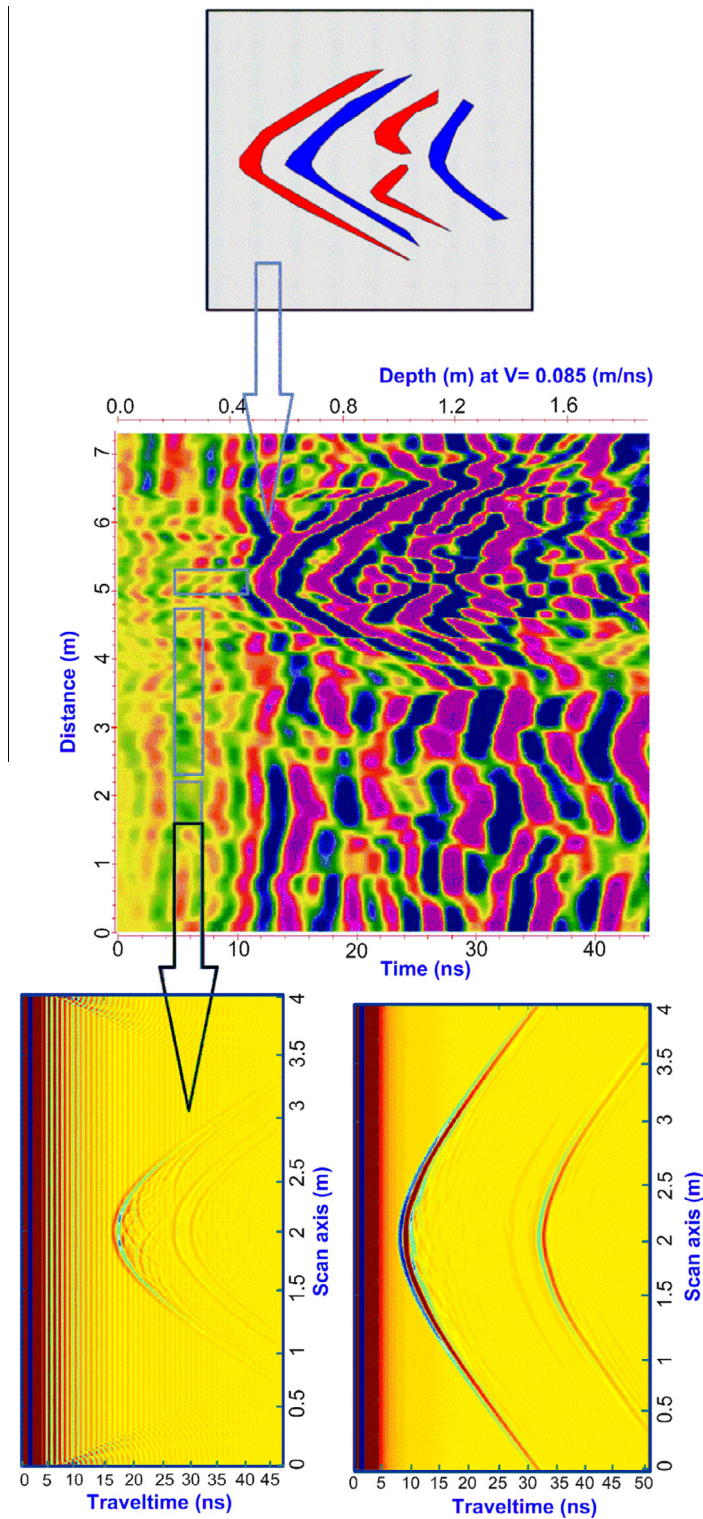 Depth (m) at V= 0.085 (m/ns)
0.0 0.4 0.8 1.2 1.6
7
6
5
4
3
2
1
0
Distance (m)
0 10 20 30 40
Time (ns)
4
3.5
3
2.5
2
1.5
1
0.5
0
Scan axis (m)
0 5 10 15 20 25 30 35 40 45
Traveltime (ns)
4
3.5
3
2.5
2
1.5
1
0.5
0
Scan axis (m)
0 5 10 15 20 25 30 35 40 45 50
Traveltime (ns)